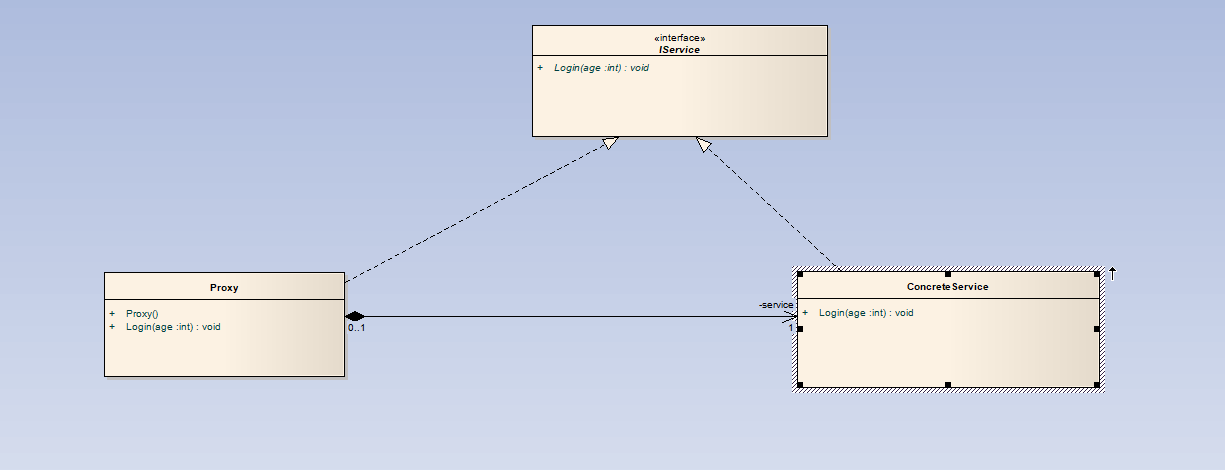 «interface»
IService
+ Login(age :int) : void
Proxy
+ Proxy()
+ Login(age :int) : void
0..1
-service
1
ConcreteService
+ Login(age :int) : void